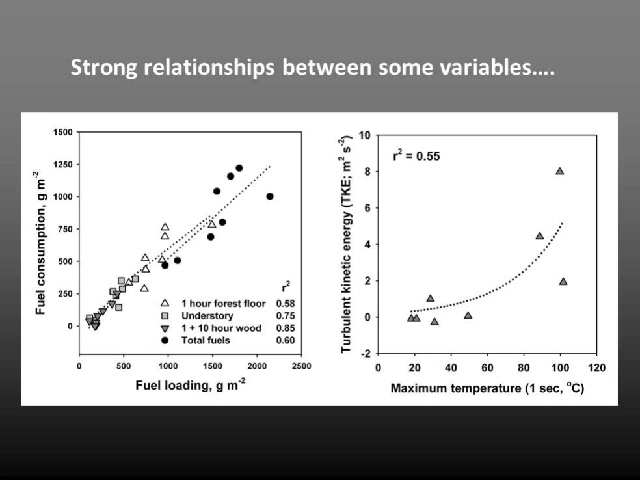 Strong relationships between some variables….
Fuel consumption, g m-2
1500
1250
1000
750
500
250
0
r2
1 hour forest floor 0.58
Understory 0.75
1 + 10 hour wood 0.85
Total fuels 0.60
0 500 1000 1500 2000 2500
Fuel loading, g m-2
Turbulent kinetic energy (TKE; m2 s-2)
10
8
6
4
2
0
-2
r2 = 0.55
0 20 40 60 80 100 120
Maximum temperature (1 sec, oC)